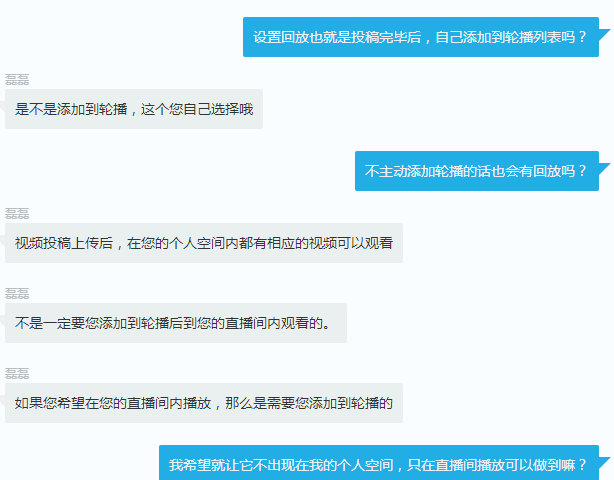 设置回放也就是投稿完毕后，自己添加到轮播列表吗？
磊磊
是不是添加到轮播，这个您自己选择哦
不主动添加轮播的话也会有回放吗？
磊磊
视频投稿上传后，在您的个人空间内都有相应的视频可以观看
磊磊
不是一定要您添加到轮播后到您的直播间内观看的。
磊磊
如果您希望在您的直播间内播放，那么是需要您添加到轮播的
我希望就让它不出现在我的个人空间，只在直播间播放可以做到嘛？